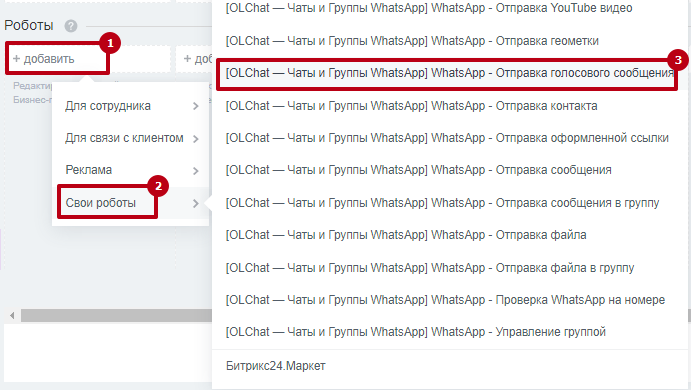 Роботы ?
1
+ добавить
+ доб
Редакти
Бизнес-п
Для сотрудника
Для связи с клиентом
Реклама
2
Свои роботы
[OLChat — Чаты и Группы WhatsApp] WhatsApp - Отправка YouTube видео
[OLChat — Чаты и Группы WhatsApp] WhatsApp - Отправка геометки
3
[OLChat — Чаты и Группы WhatsApp] WhatsApp - Отправка голосового сообщения
[OLChat — Чаты и Группы WhatsApp] WhatsApp - Отправка контакта
[OLChat — Чаты и Группы WhatsApp] WhatsApp - Отправка оформленной ссылки
[OLChat — Чаты и Группы WhatsApp] WhatsApp - Отправка сообщения
[OLChat — Чаты и Группы WhatsApp] WhatsApp - Отправка сообщения в группу
[OLChat — Чаты и Группы WhatsApp] WhatsApp - Отправка файла
[OLChat — Чаты и Группы WhatsApp] WhatsApp - Отправка файла в группу
[OLChat — Чаты и Группы WhatsApp] WhatsApp - Проверка WhatsApp на номере
[OLChat — Чаты и Группы WhatsApp] WhatsApp - Управление группой
Битрикс24.Маркет